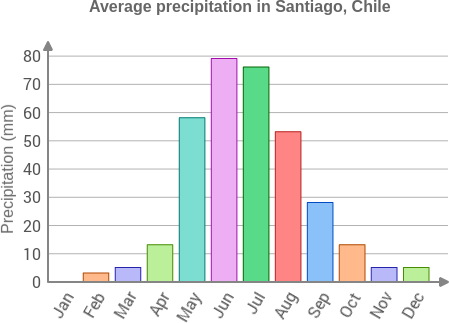 Average precipitation in Santiago, Chile
Precipitation (mm)
80
70
60
50
40
30
20
10
0
Jan
Feb
Mar
Apr
May
Jun
Jul
Aug
Sep
Oct
Nov
Dec